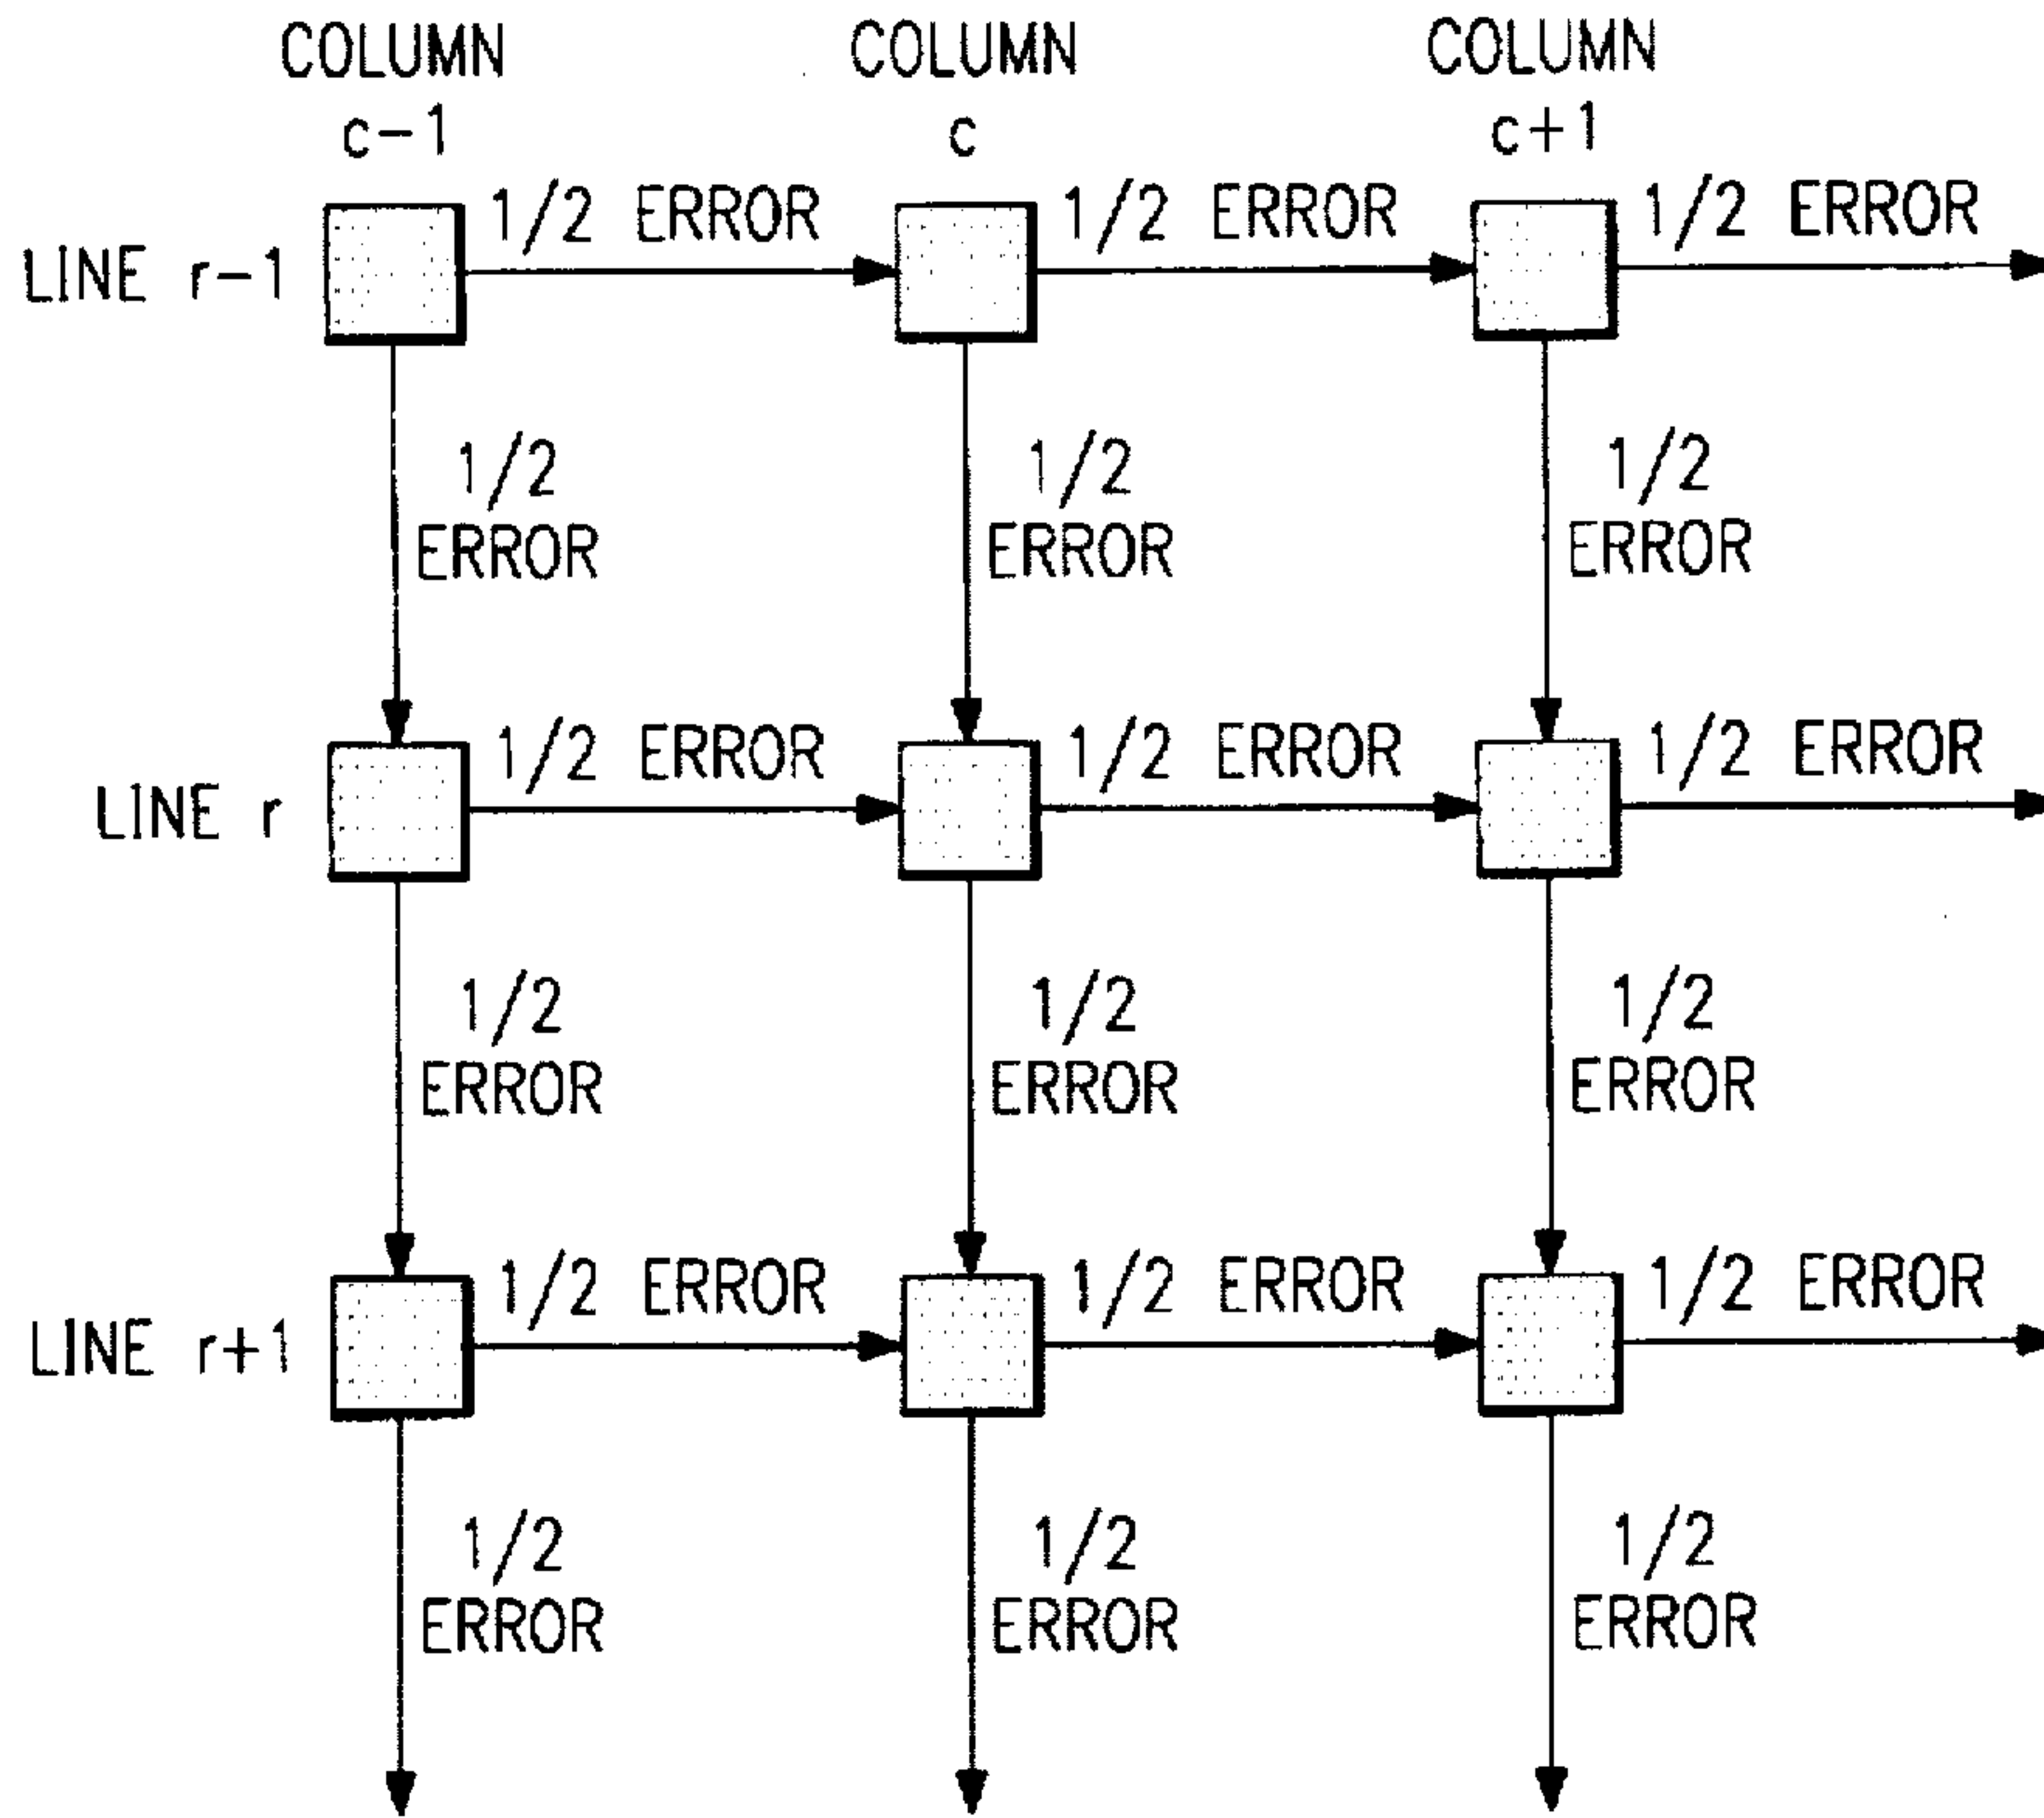 COLUMN COLUMN COLUMN
c-1 c c+1
1/2 ERROR 1/2 ERROR 1/2 ERROR
LINE r-1
1/2 1/2 1/2
ERROR ERROR ERROR
1/2 ERROR 1/2 ERROR 1/2 ERROR
LINE r
1/2 1/2 1/2
ERROR ERROR ERROR
1/2 ERROR 1/2 ERROR 1/2 ERROR
LINE r+1
1/2 1/2 1/2
ERROR ERROR ERROR